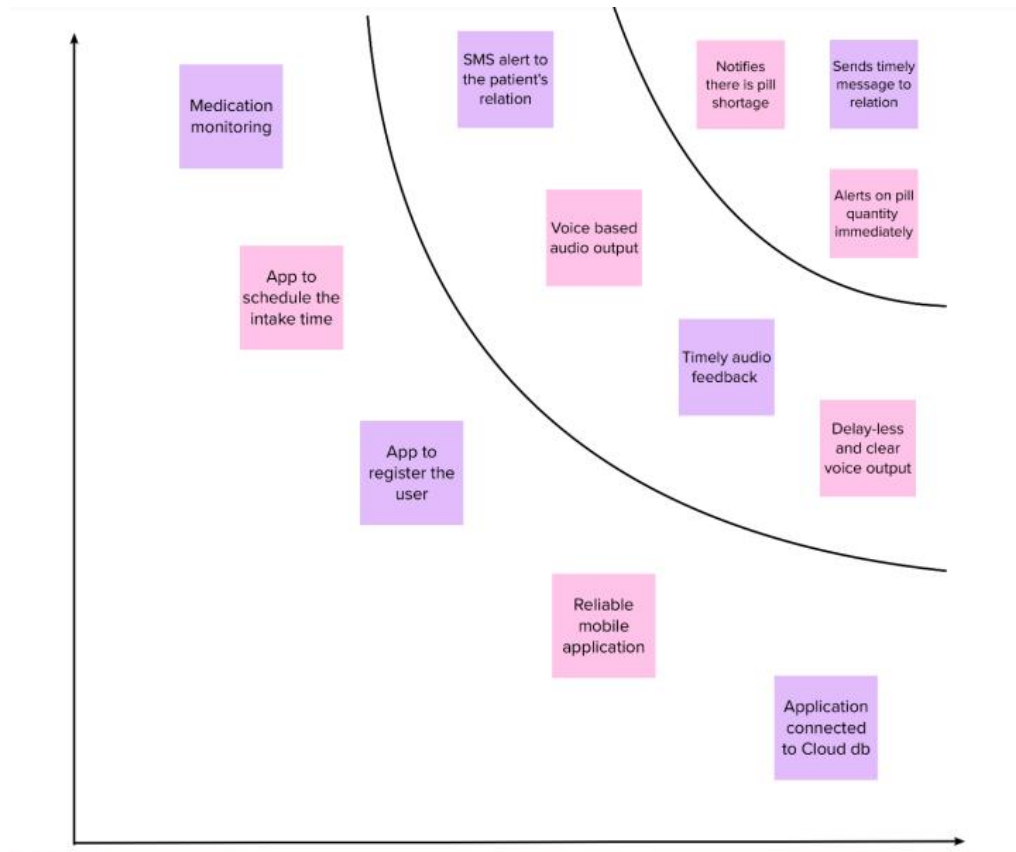 Medication
monitoring
SMS alert to
the patient's
relation
Notifies
there is pill
shortage
Sends timely
message to
relation
Alerts on pill
quantity
immediately
Voice based
audio output
App to
schedule the
intake time
Timely audio
feedback
Delay-less
and clear
voice output
App to
register the
user
Reliable
mobile
application
Application
connected
to Cloud db